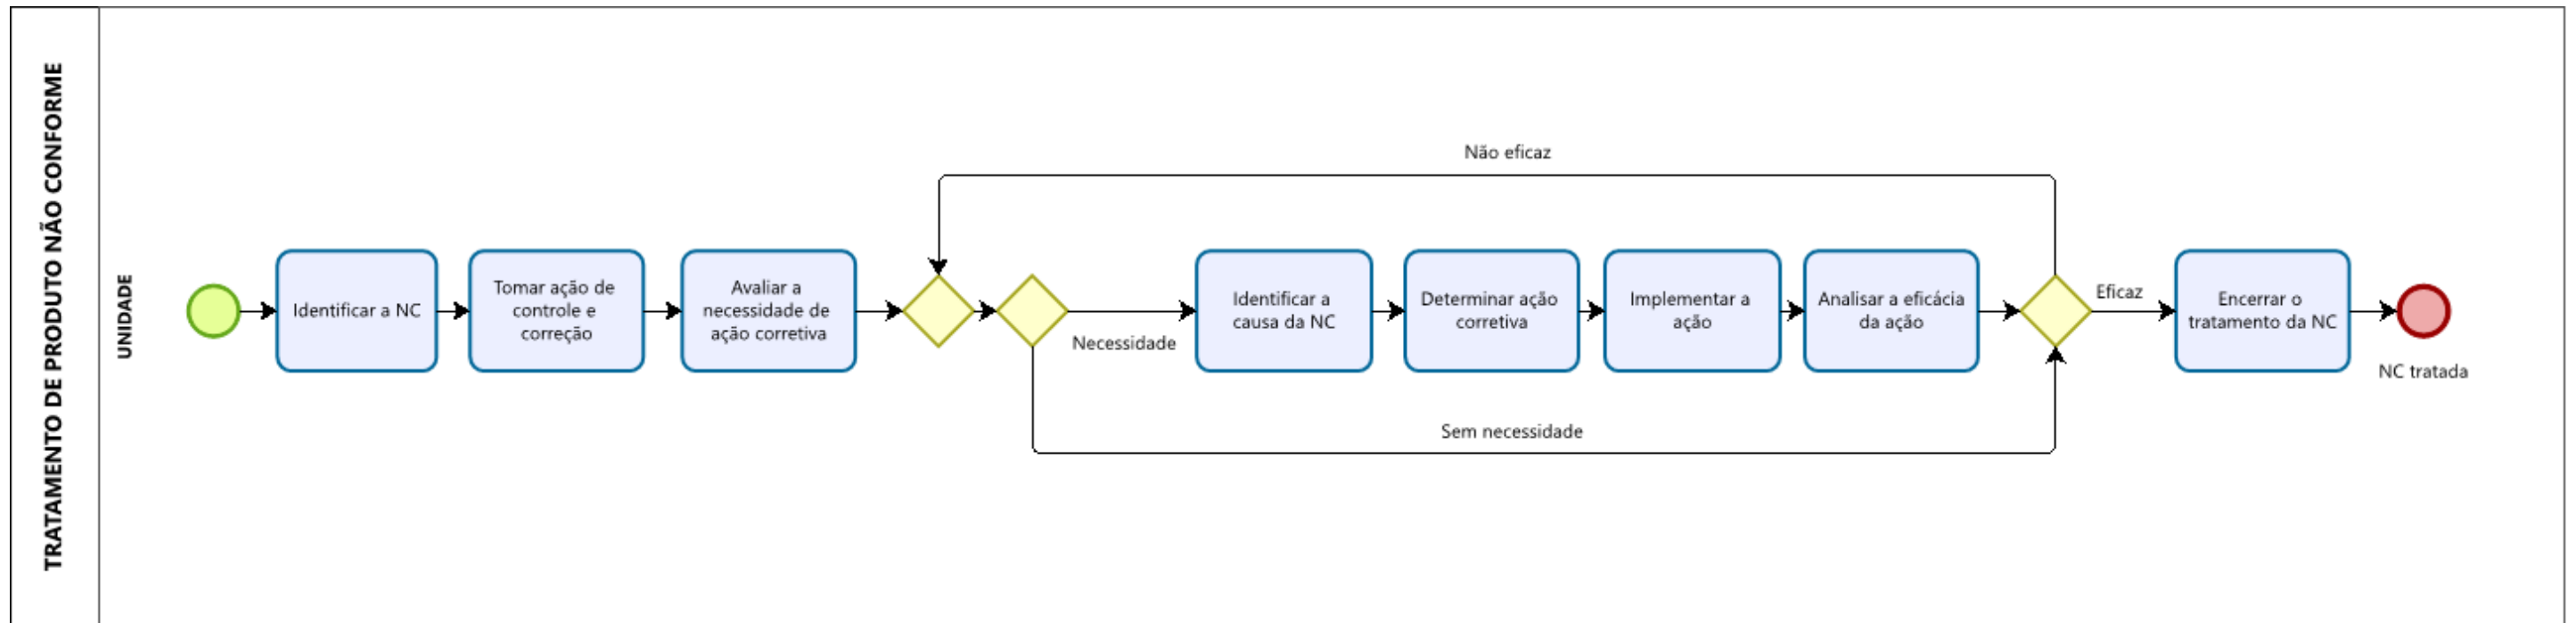 TRATAMENTO DE PRODUTO NÃO CONFORME
UNIDADE
Identificar a NC
Tomar ação de
controle e
correção
Avaliar a
necessidade de
ação corretiva
Não eficaz
Necessidade
Sem necessidade
Identificar a
causa da NC
Determinar ação
corretiva
Implementar a
ação
Analisar a eficácia
da ação
Eficaz
Encerrar o
tratamento da NC
NC tratada